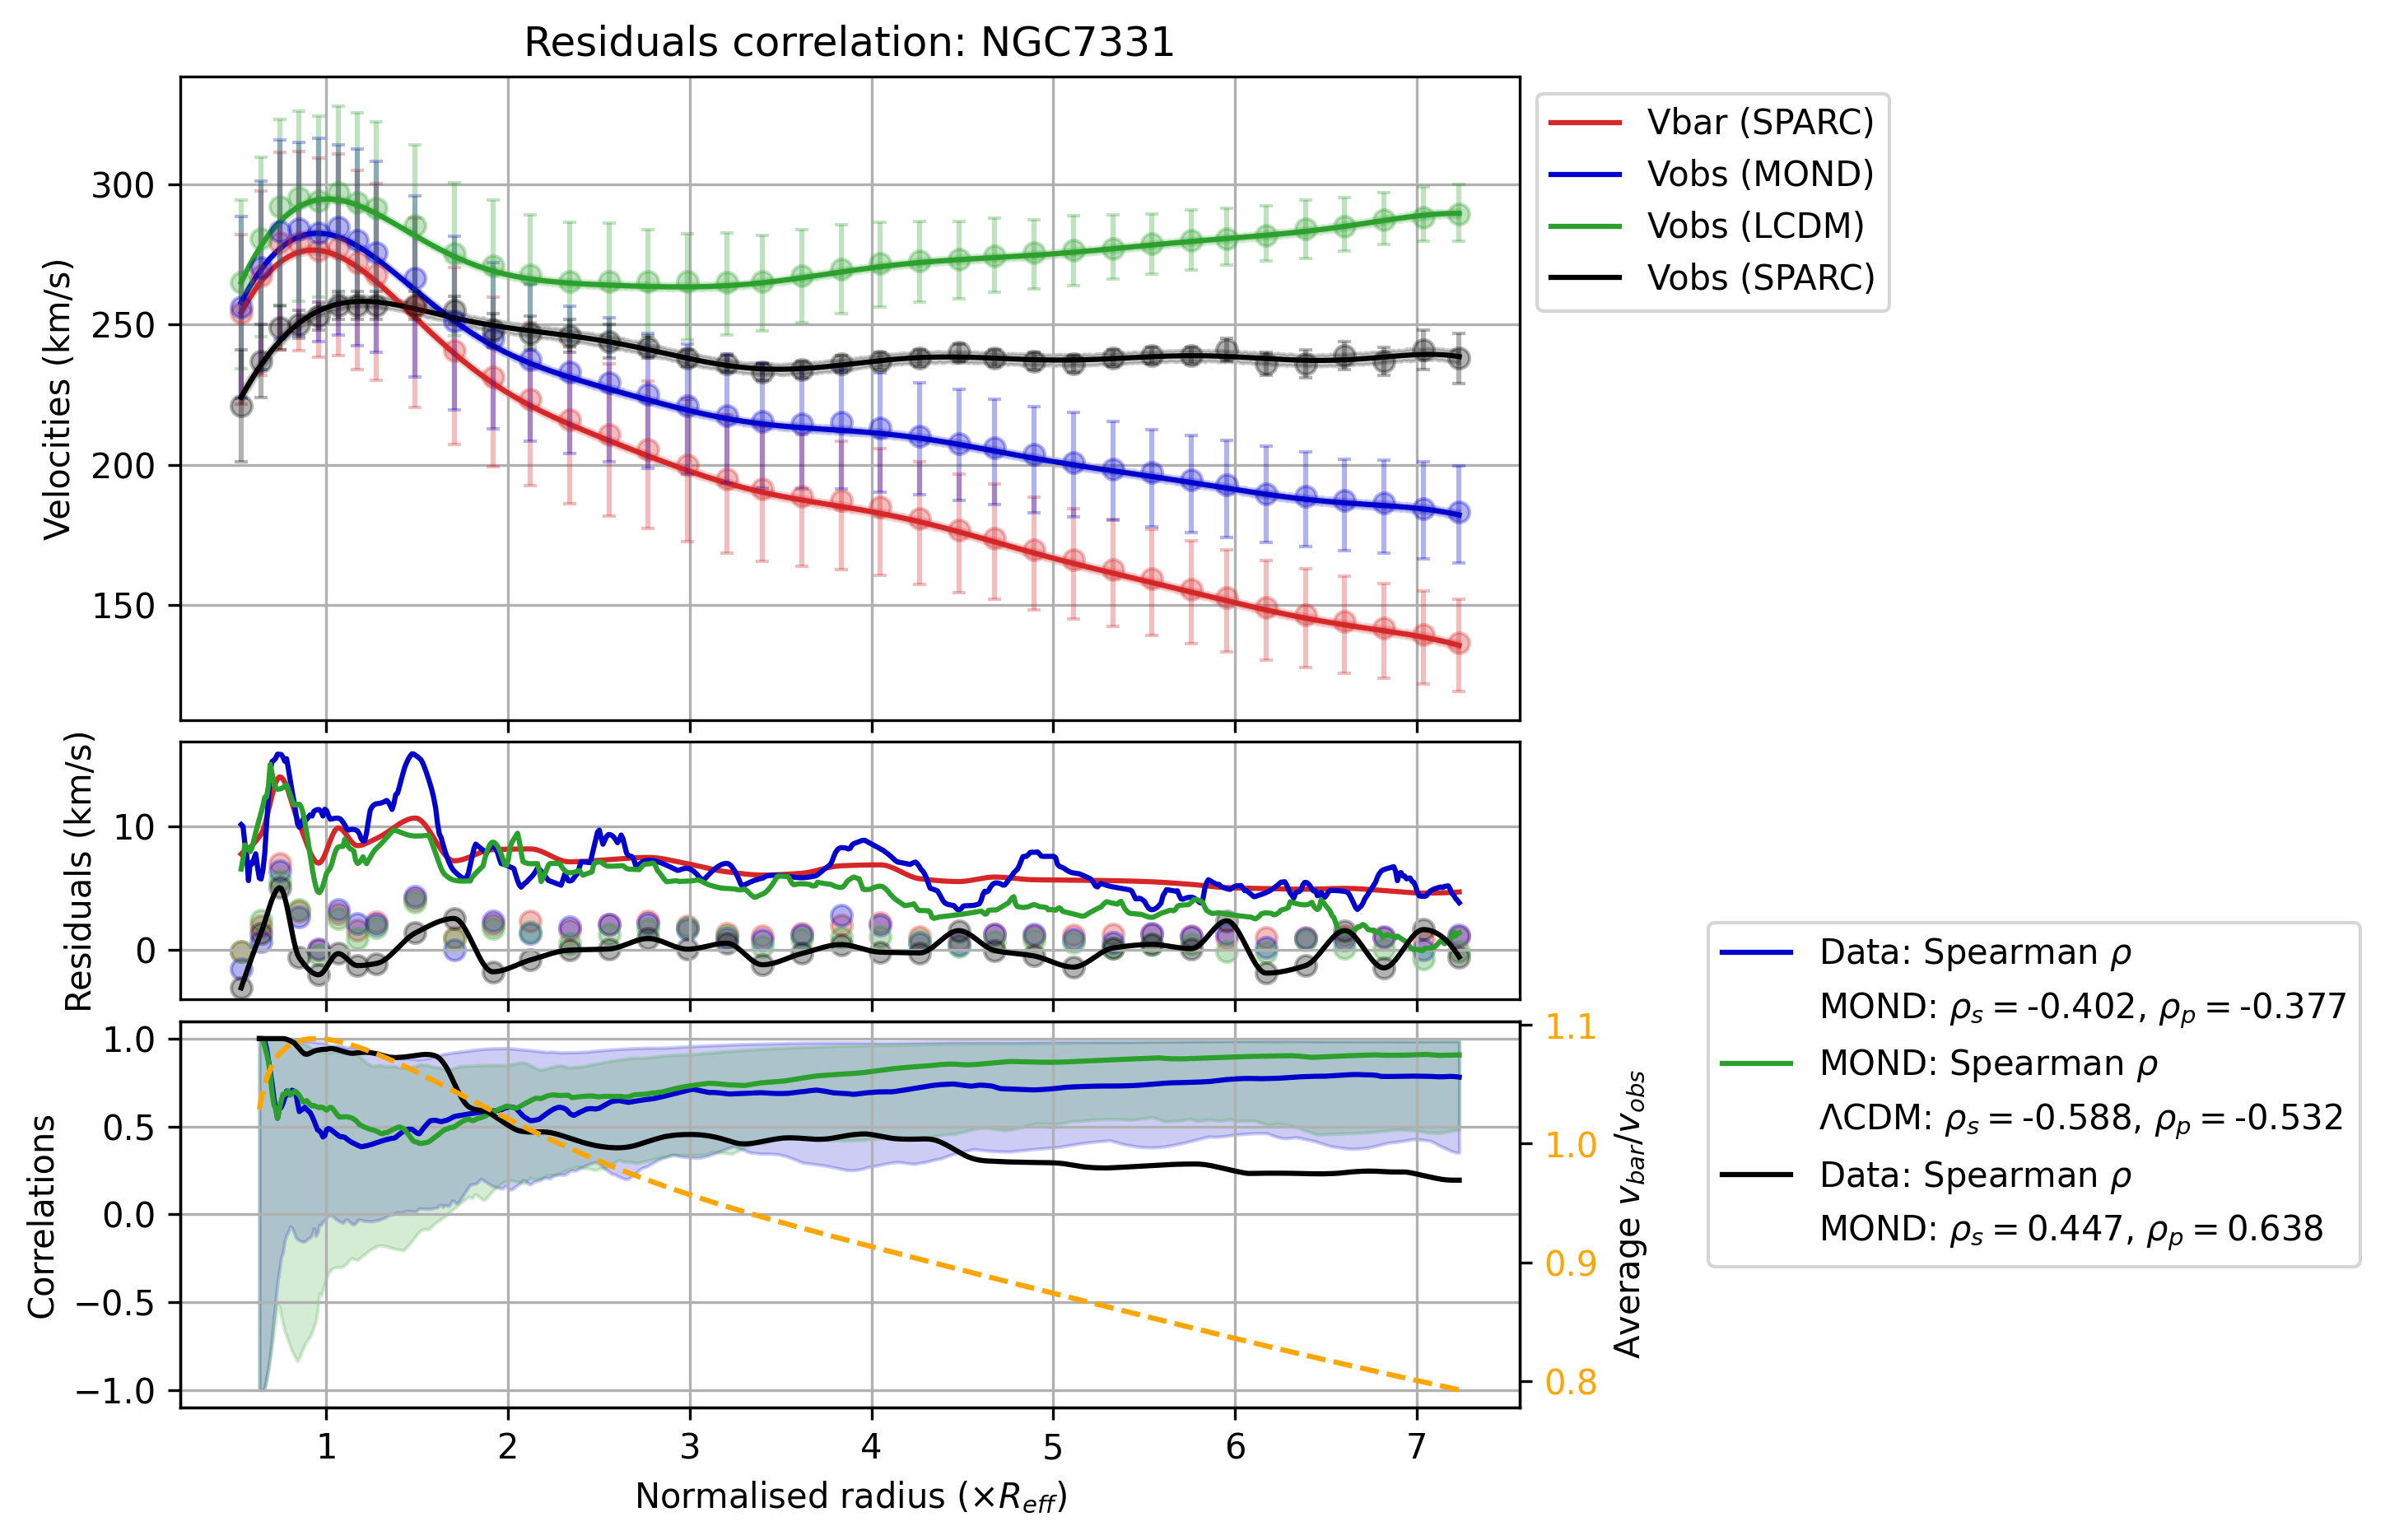 Residuals correlation: NGC7331
Velocities (km/s)
300
250
200
150
Vbar (SPARC)
Vobs (MOND)
Vobs (LCDM)
Vobs (SPARC)
Residuals (km/s)
10
0
Correlations
1.0
0.5
0.0
−0.5
−1.0
1.1
1.0
0.9
0.8
Average v_bar/v_obs
1 2 3 4 5 6 7
Normalised radius (×R_eff)
Data: Spearman ρ
MOND: ρ_s = -0.402, ρ_p = -0.377
MOND: Spearman ρ
ΛCDM: ρ_s = -0.588, ρ_p = -0.532
Data: Spearman ρ
MOND: ρ_s = 0.447, ρ_p = 0.638